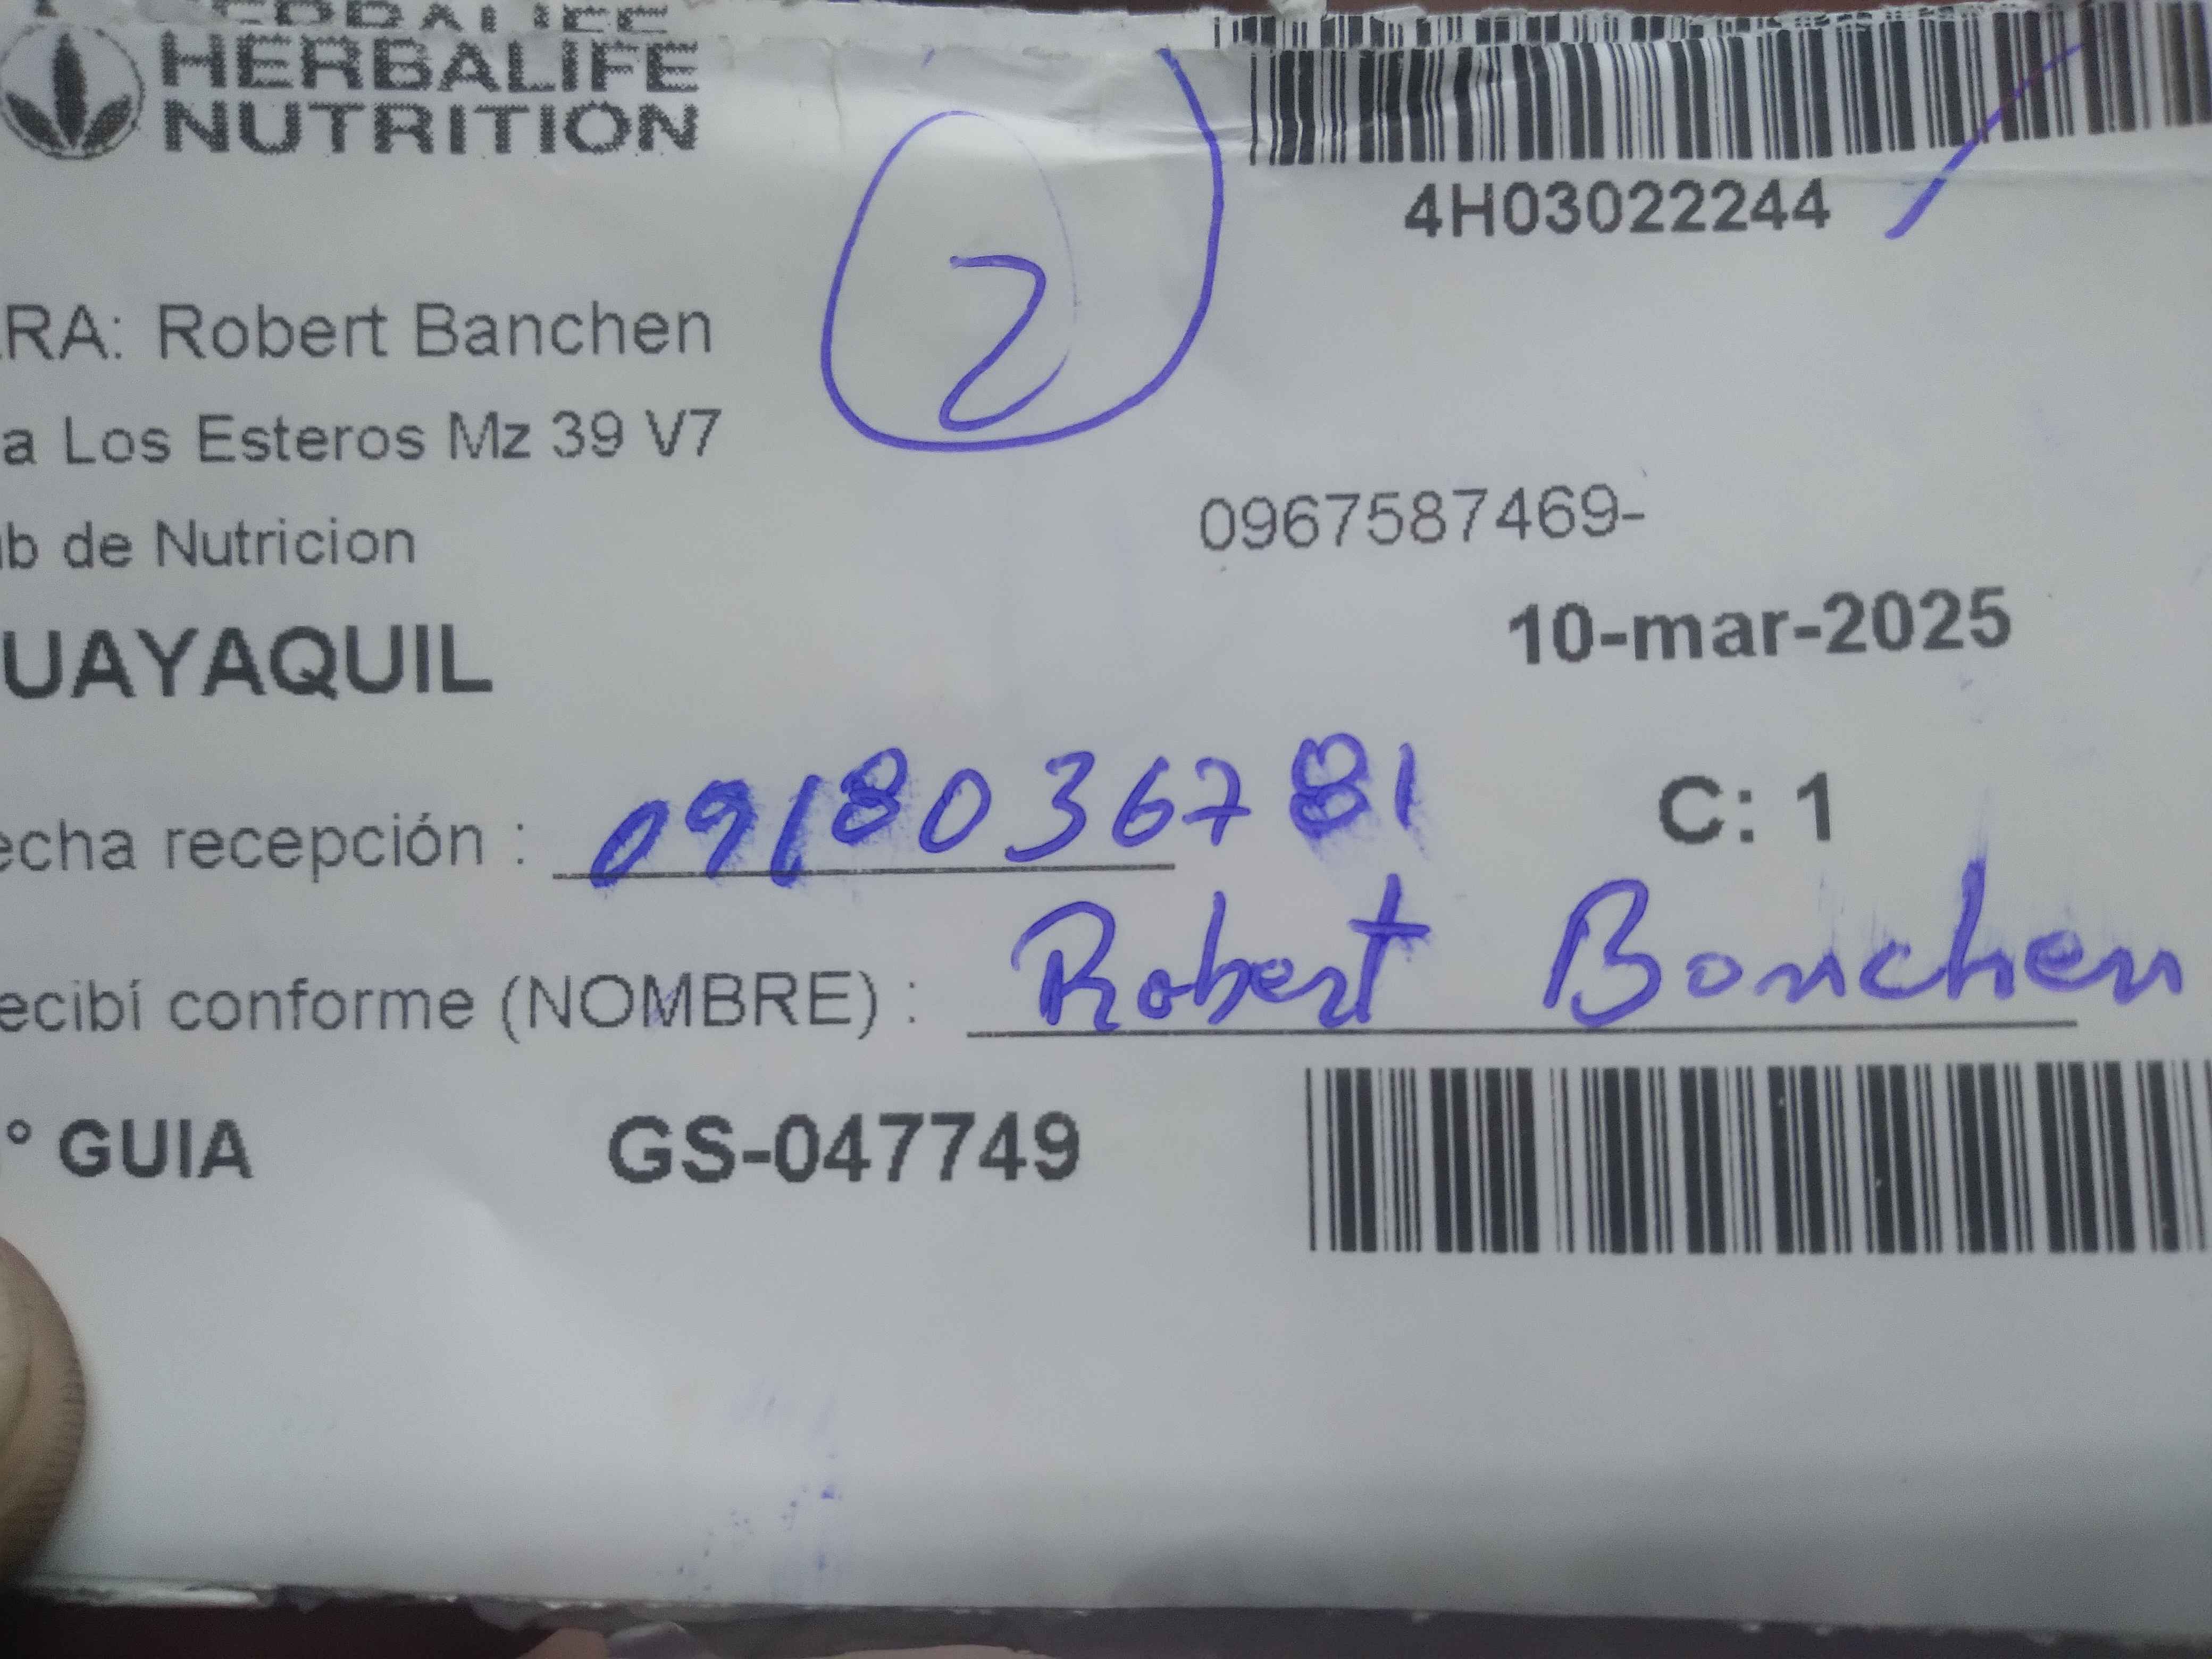 HERBALIFE
HERBALIFE
NUTRITION
4H03022244
2
RA: Robert Banchen
a Los Esteros Mz 39 V7
b de Nutricion
0967587469-
UAYAQUIL
10-mar-2025
echa recepción : 0918036781
C: 1
ecibí conforme (NOMBRE) : Robert Banchen
° GUIA GS-047749